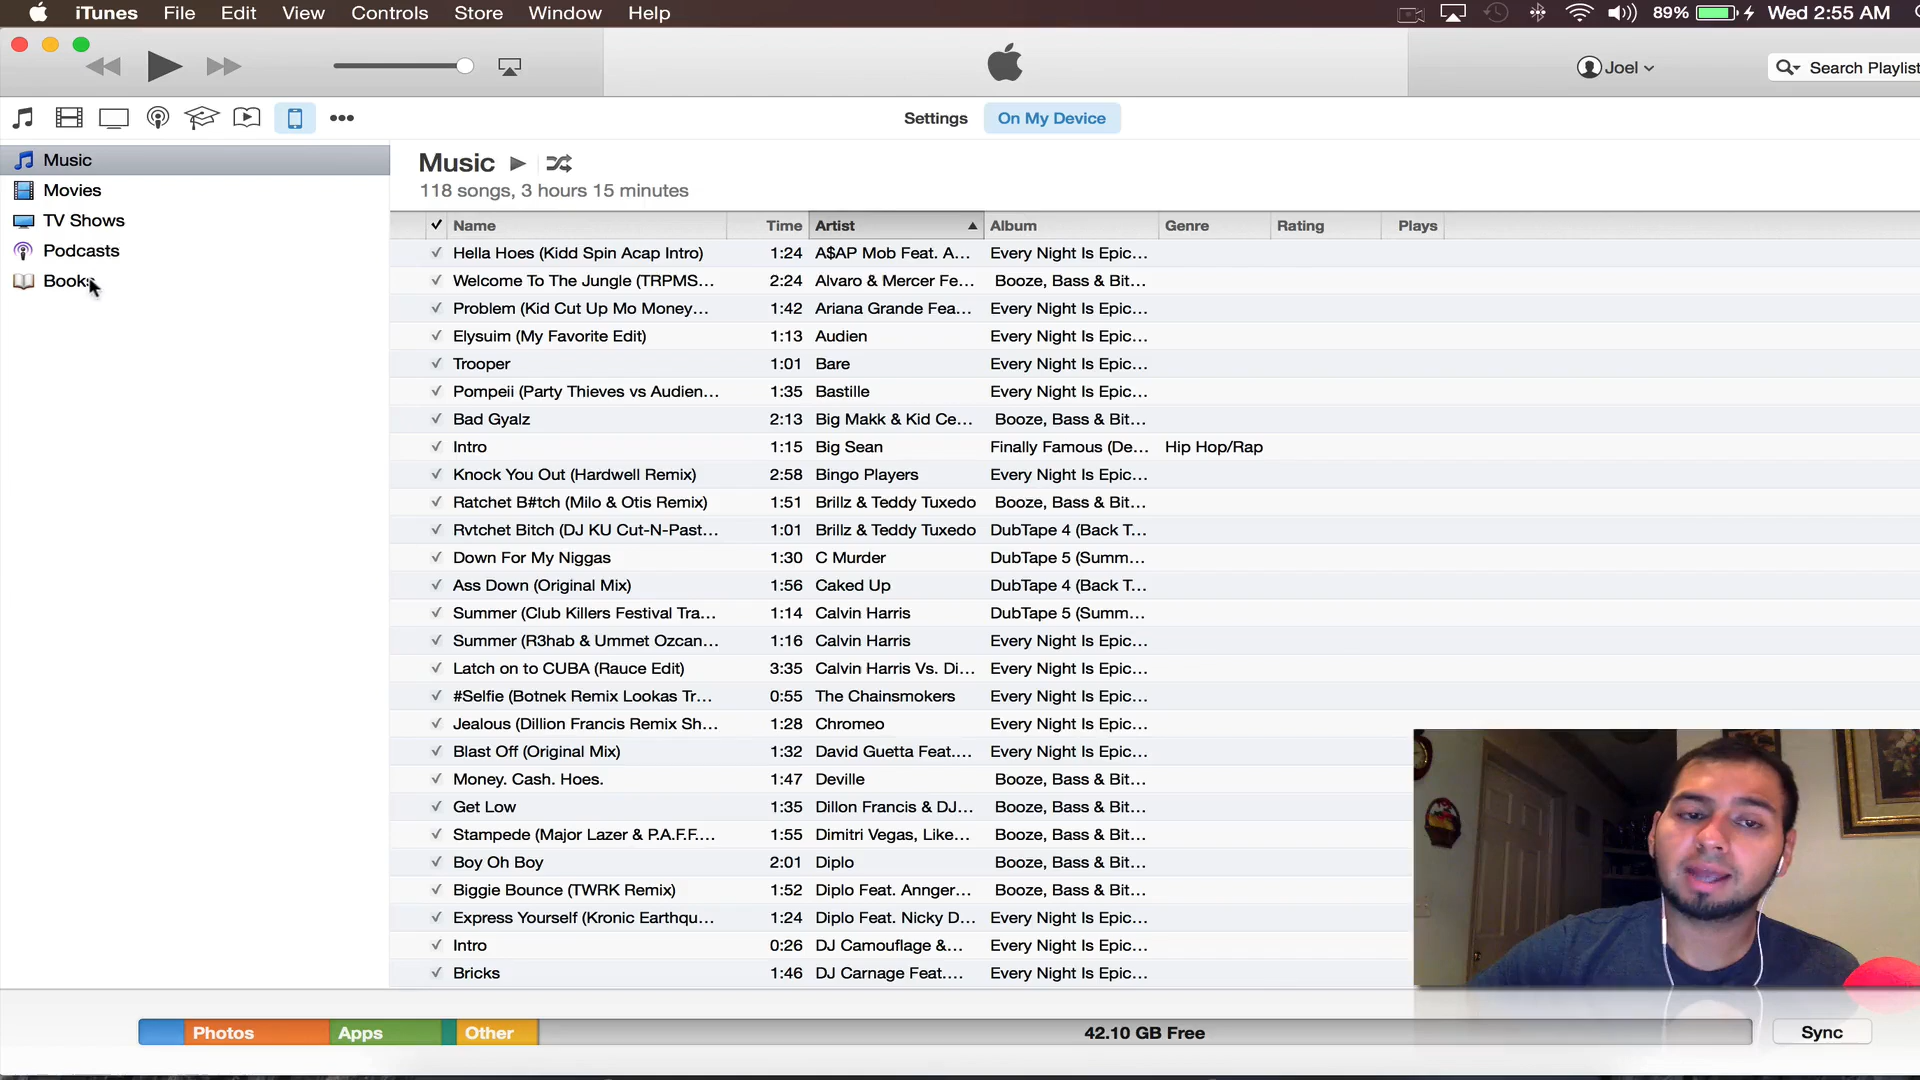 iTunes File Edit View Controls Store Window Help 89% Wed 2:55 AM
Joel Search Playlist
Settings On My Device
Music
Movies
TV Shows
Podcasts
Books
Music
118 songs, 3 hours 15 minutes
Name Time Artist Album Genre Rating Plays
Hella Hoes (Kidd Spin Acap Intro) 1:24 A$AP Mob Feat. A... Every Night Is Epic...
Welcome To The Jungle (TRPMS... 2:24 Alvaro & Mercer Fe... Booze, Bass & Bit...
Problem (Kid Cut Up Mo Money... 1:42 Ariana Grande Fea... Every Night Is Epic...
Elysuim (My Favorite Edit) 1:13 Audien Every Night Is Epic...
Trooper 1:01 Bare Every Night Is Epic...
Pompeii (Party Thieves vs Audien... 1:35 Bastille Every Night Is Epic...
Bad Gyalz 2:13 Big Makk & Kid Ce... Booze, Bass & Bit...
Intro 1:15 Big Sean Finally Famous (De... Hip Hop/Rap
Knock You Out (Hardwell Remix) 2:58 Bingo Players Every Night Is Epic...
Ratchet B#tch (Milo & Otis Remix) 1:51 Brillz & Teddy Tuxedo Booze, Bass & Bit...
Rvtchet Bitch (DJ KU Cut-N-Past... 1:01 Brillz & Teddy Tuxedo DubTape 4 (Back T...
Down For My Niggas 1:30 C Murder DubTape 5 (Summ...
Ass Down (Original Mix) 1:56 Caked Up DubTape 4 (Back T...
Summer (Club Killers Festival Tra... 1:14 Calvin Harris DubTape 5 (Summ...
Summer (R3hab & Ummet Ozcan... 1:16 Calvin Harris Every Night Is Epic...
Latch on to CUBA (Rauce Edit) 3:35 Calvin Harris Vs. Di... Every Night Is Epic...
#Selfie (Botnek Remix Lookas Tr... 0:55 The Chainsmokers Every Night Is Epic...
Jealous (Dillion Francis Remix Sh... 1:28 Chromeo Every Night Is Epic...
Blast Off (Original Mix) 1:32 David Guetta Feat.... Every Night Is Epic...
Money. Cash. Hoes. 1:47 Deville Booze, Bass & Bit...
Get Low 1:35 Dillon Francis & DJ... Booze, Bass & Bit...
Stampede (Major Lazer & P.A.F.F.... 1:55 Dimitri Vegas, Like... Booze, Bass & Bit...
Boy Oh Boy 2:01 Diplo Booze, Bass & Bit...
Biggie Bounce (TWRK Remix) 1:52 Diplo Feat. Annger... Booze, Bass & Bit...
Express Yourself (Kronic Earthqu... 1:24 Diplo Feat. Nicky D... Every Night Is Epic...
Intro 0:26 DJ Camouflage &... Every Night Is Epic...
Bricks 1:46 DJ Carnage Feat.... Every Night Is Epic...
Photos Apps Other 42.10 GB Free Sync